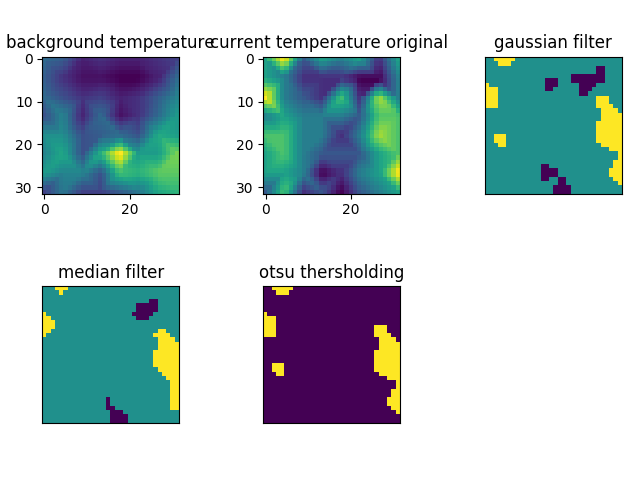 background temperature
current temperature original
gaussian filter
0
10
20
30
0
20
0
10
20
30
0
20
median filter
otsu thersholding